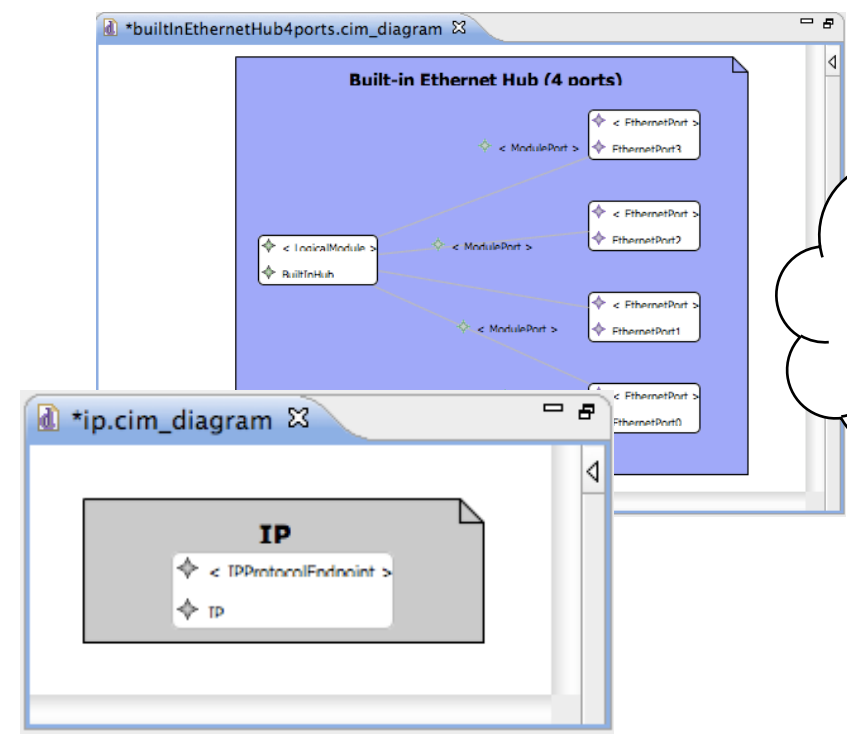 *builtInEthernetHub4ports.cim_diagram
Built-in Ethernet Hub (4 ports)
< EthernetPort >
< ModulePort >
EthernetPort3
< EthernetPort >
EthernetPort2
< LogicalModule >
< ModulePort >
BuiltInHub
< EthernetPort >
EthernetPort1
< ModulePort >
< EthernetPort >
EthernetPort0
*ip.cim_diagram
IP
< IPProtocolEndpoint >
IP